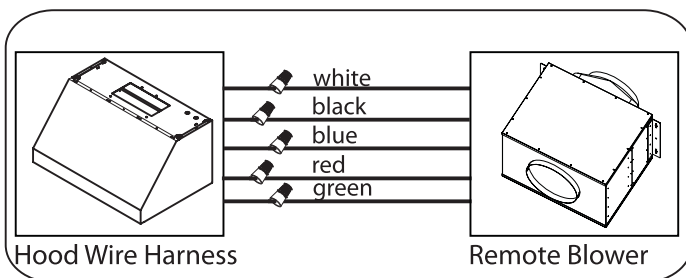 white
black
blue
red
green
Hood Wire Harness
Remote Blower